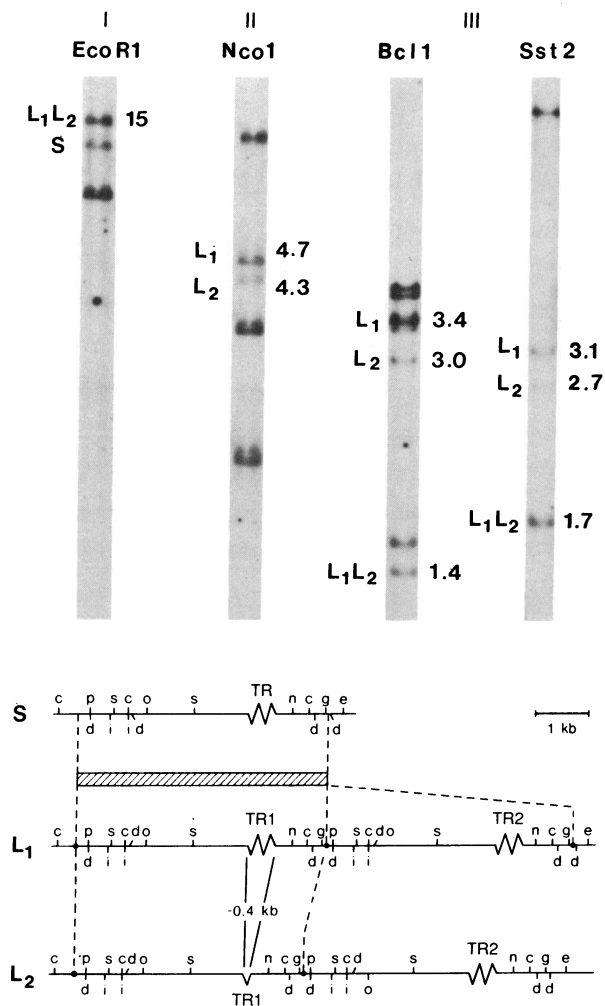 I II III
EcoR1 Nco1 Bcl1 Sst2
L1L2 15
S
L1 4.7
L2 4.3
L1 3.4
L2 3.0
L1L2 1.4
L1 3.1
L2 2.7
L1L2 1.7
TR
c p s c o s n c g e
S
d i i d d d
1 kb
TR1 TR2
c p s c d o s n c g p s c d o s n c g e
L1
d i i d d i i d d
-0.4 kb
TR2
c p s c d o s n c g p s c d s n c g e
L2
d i i d d i i o d d
TR1